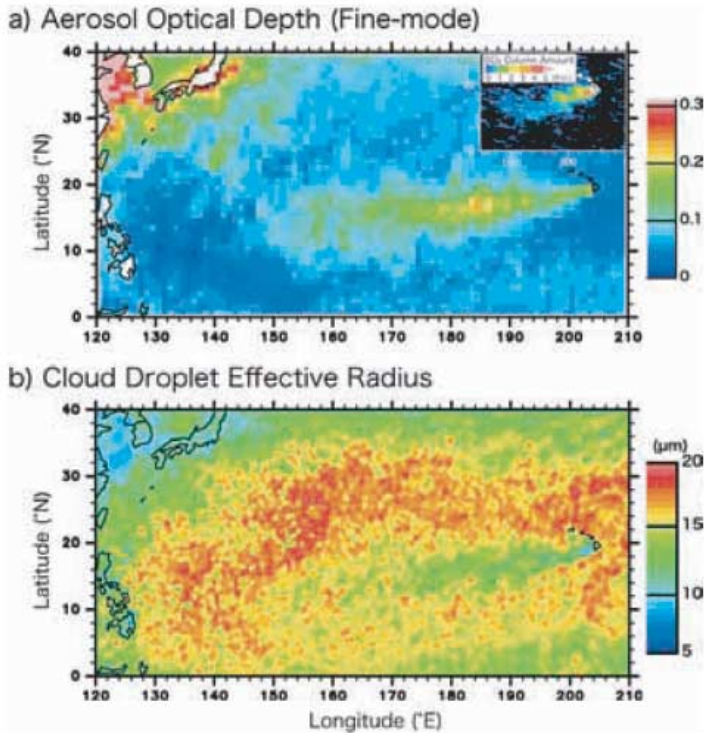 a) Aerosol Optical Depth (Fine-mode)
Column Amount
40
30
20
10
0
Latitude (°N)
120 130 140 150 160 170 180 190 200 210
0.3
0.2
0.1
0
b) Cloud Droplet Effective Radius
40
30
20
10
0
Latitude (°N)
120 130 140 150 160 170 180 190 200 210
Longitude (°E)
(μm)
20
15
10
5